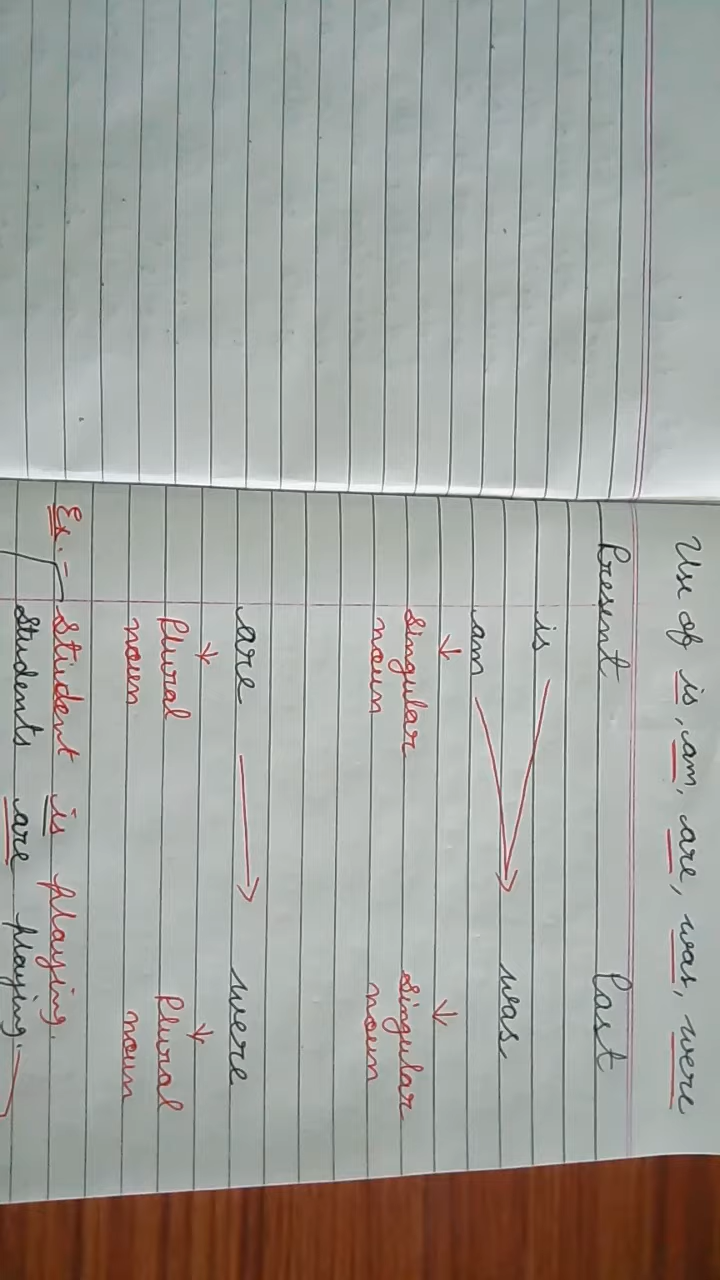 Use of is, am, are, was, were
Present Past
is
am → was
↓ ↓
Singular Singular
noun noun
are → were
↓ ↓
Plural Plural
noun noun
Ex.- Student is playing.
Students are playing.